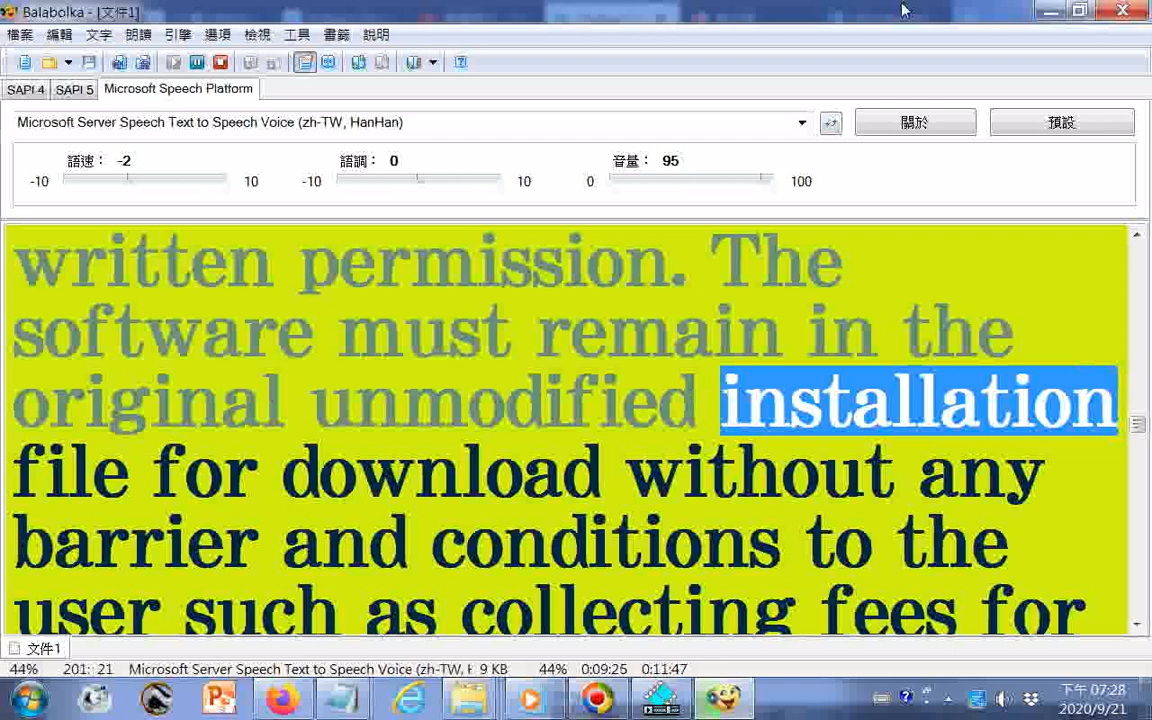 Balabolka - [文件1]
檔案 編輯 文字 朗讀 引擎 選項 檢視 工具 書籤 說明
SAPI 4 SAPI 5 Microsoft Speech Platform
Microsoft Server Speech Text to Speech Voice (zh-TW, HanHan) 關於 預設
語速： -2 語調： 0 音量： 95
-10 10 -10 10 0 100
written permission. The
software must remain in the
original unmodified installation
file for download without any
barrier and conditions to the
user such as collecting fees for
文件1
44% 201: 21 Microsoft Server Speech Text to Speech Voice (zh-TW, 9 KB 44% 0:09:25 0:11:47
下午 07:28
2020/9/21